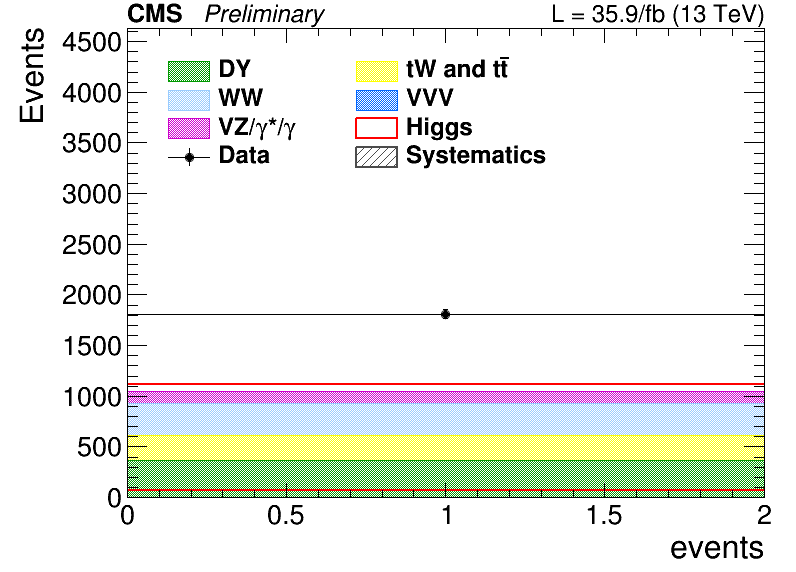 CMS Preliminary L = 35.9/fb (13 TeV)
Events
4500
4000
3500
3000
2500
2000
1500
1000
500
0
DY tW and tt̄
WW VVV
VZ/γ*/γ Higgs
Data Systematics
0 0.5 1 1.5 2
events